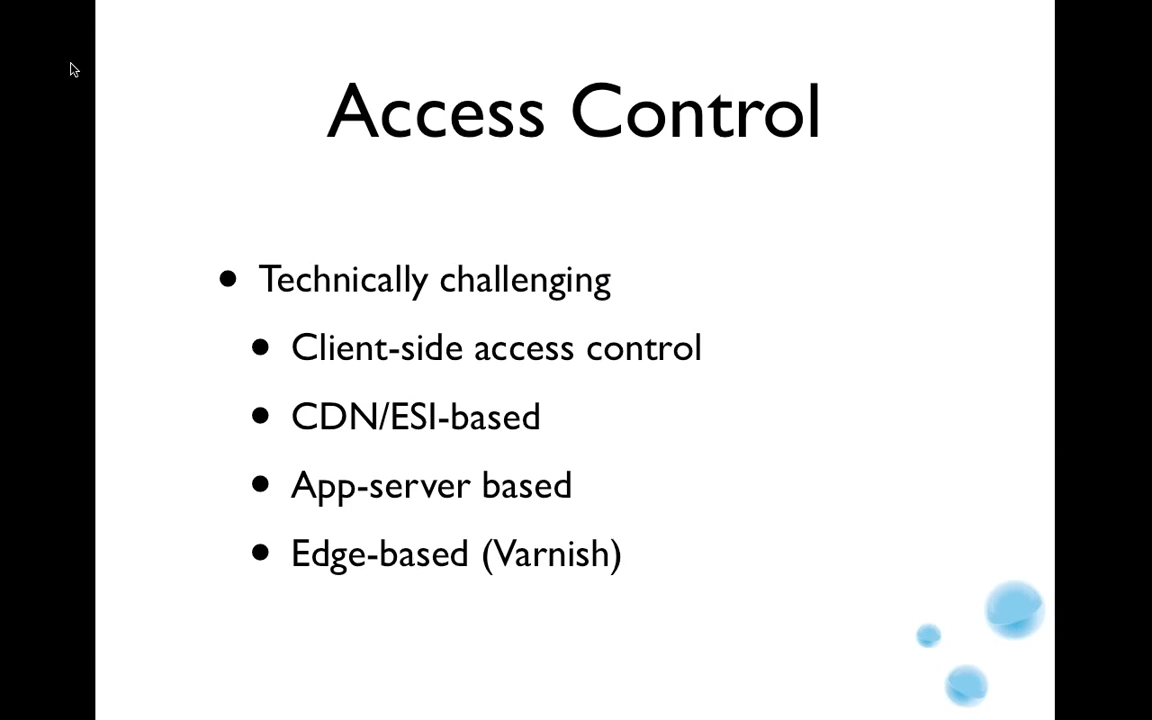 Access Control
• Technically challenging
• Client-side access control
• CDN/ESI-based
• App-server based
• Edge-based (Varnish)